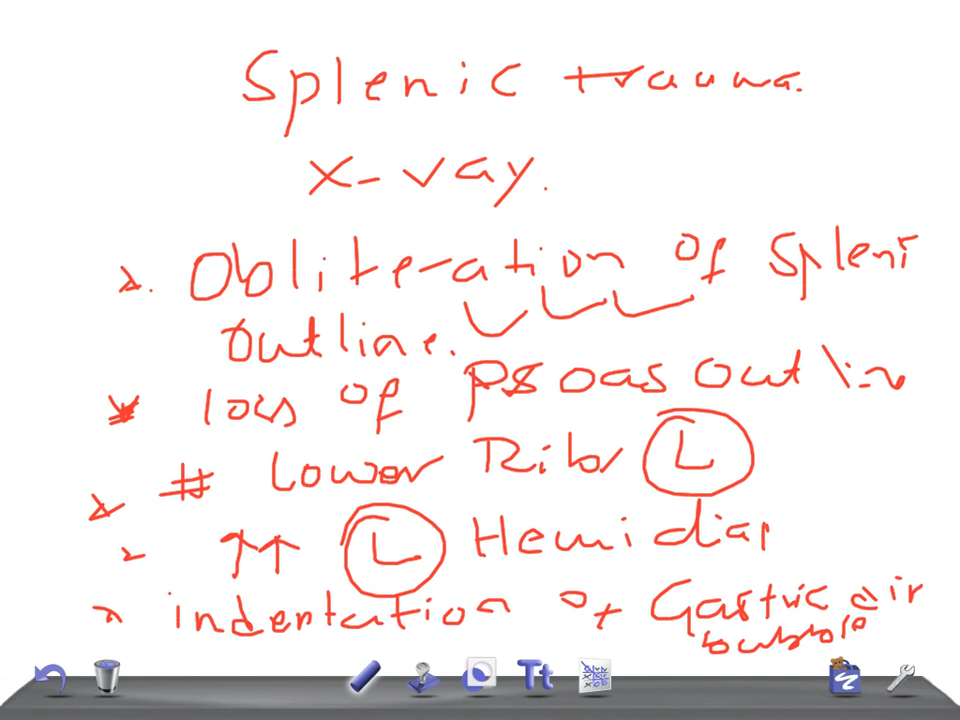 Splenic trauma.
X-ray.
Obliteration of splenic
outline.
loss of psoas outline
# Lower Ribs L
↑↑ L Hemidiap
indentation of Gastric air
bubble
Tt